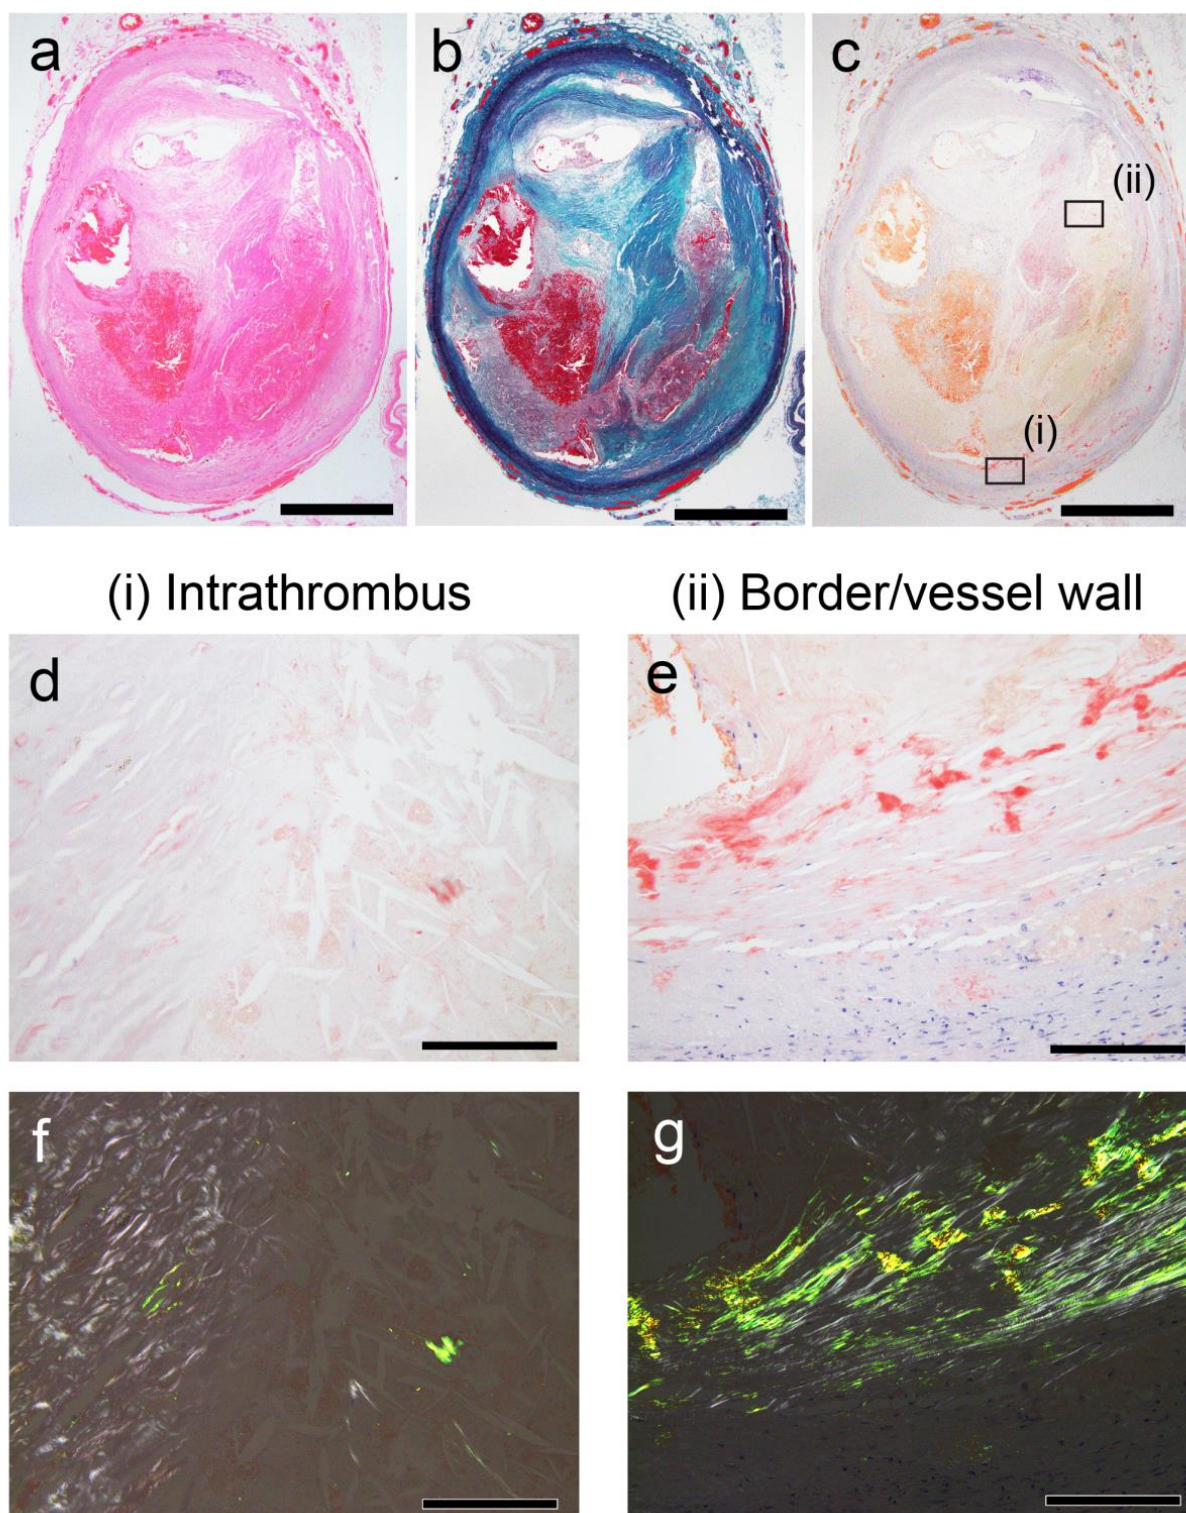 a
b
c
(ii)
(i)
(i) Intrathrombus
(ii) Border/vessel wall
d
e
f
g